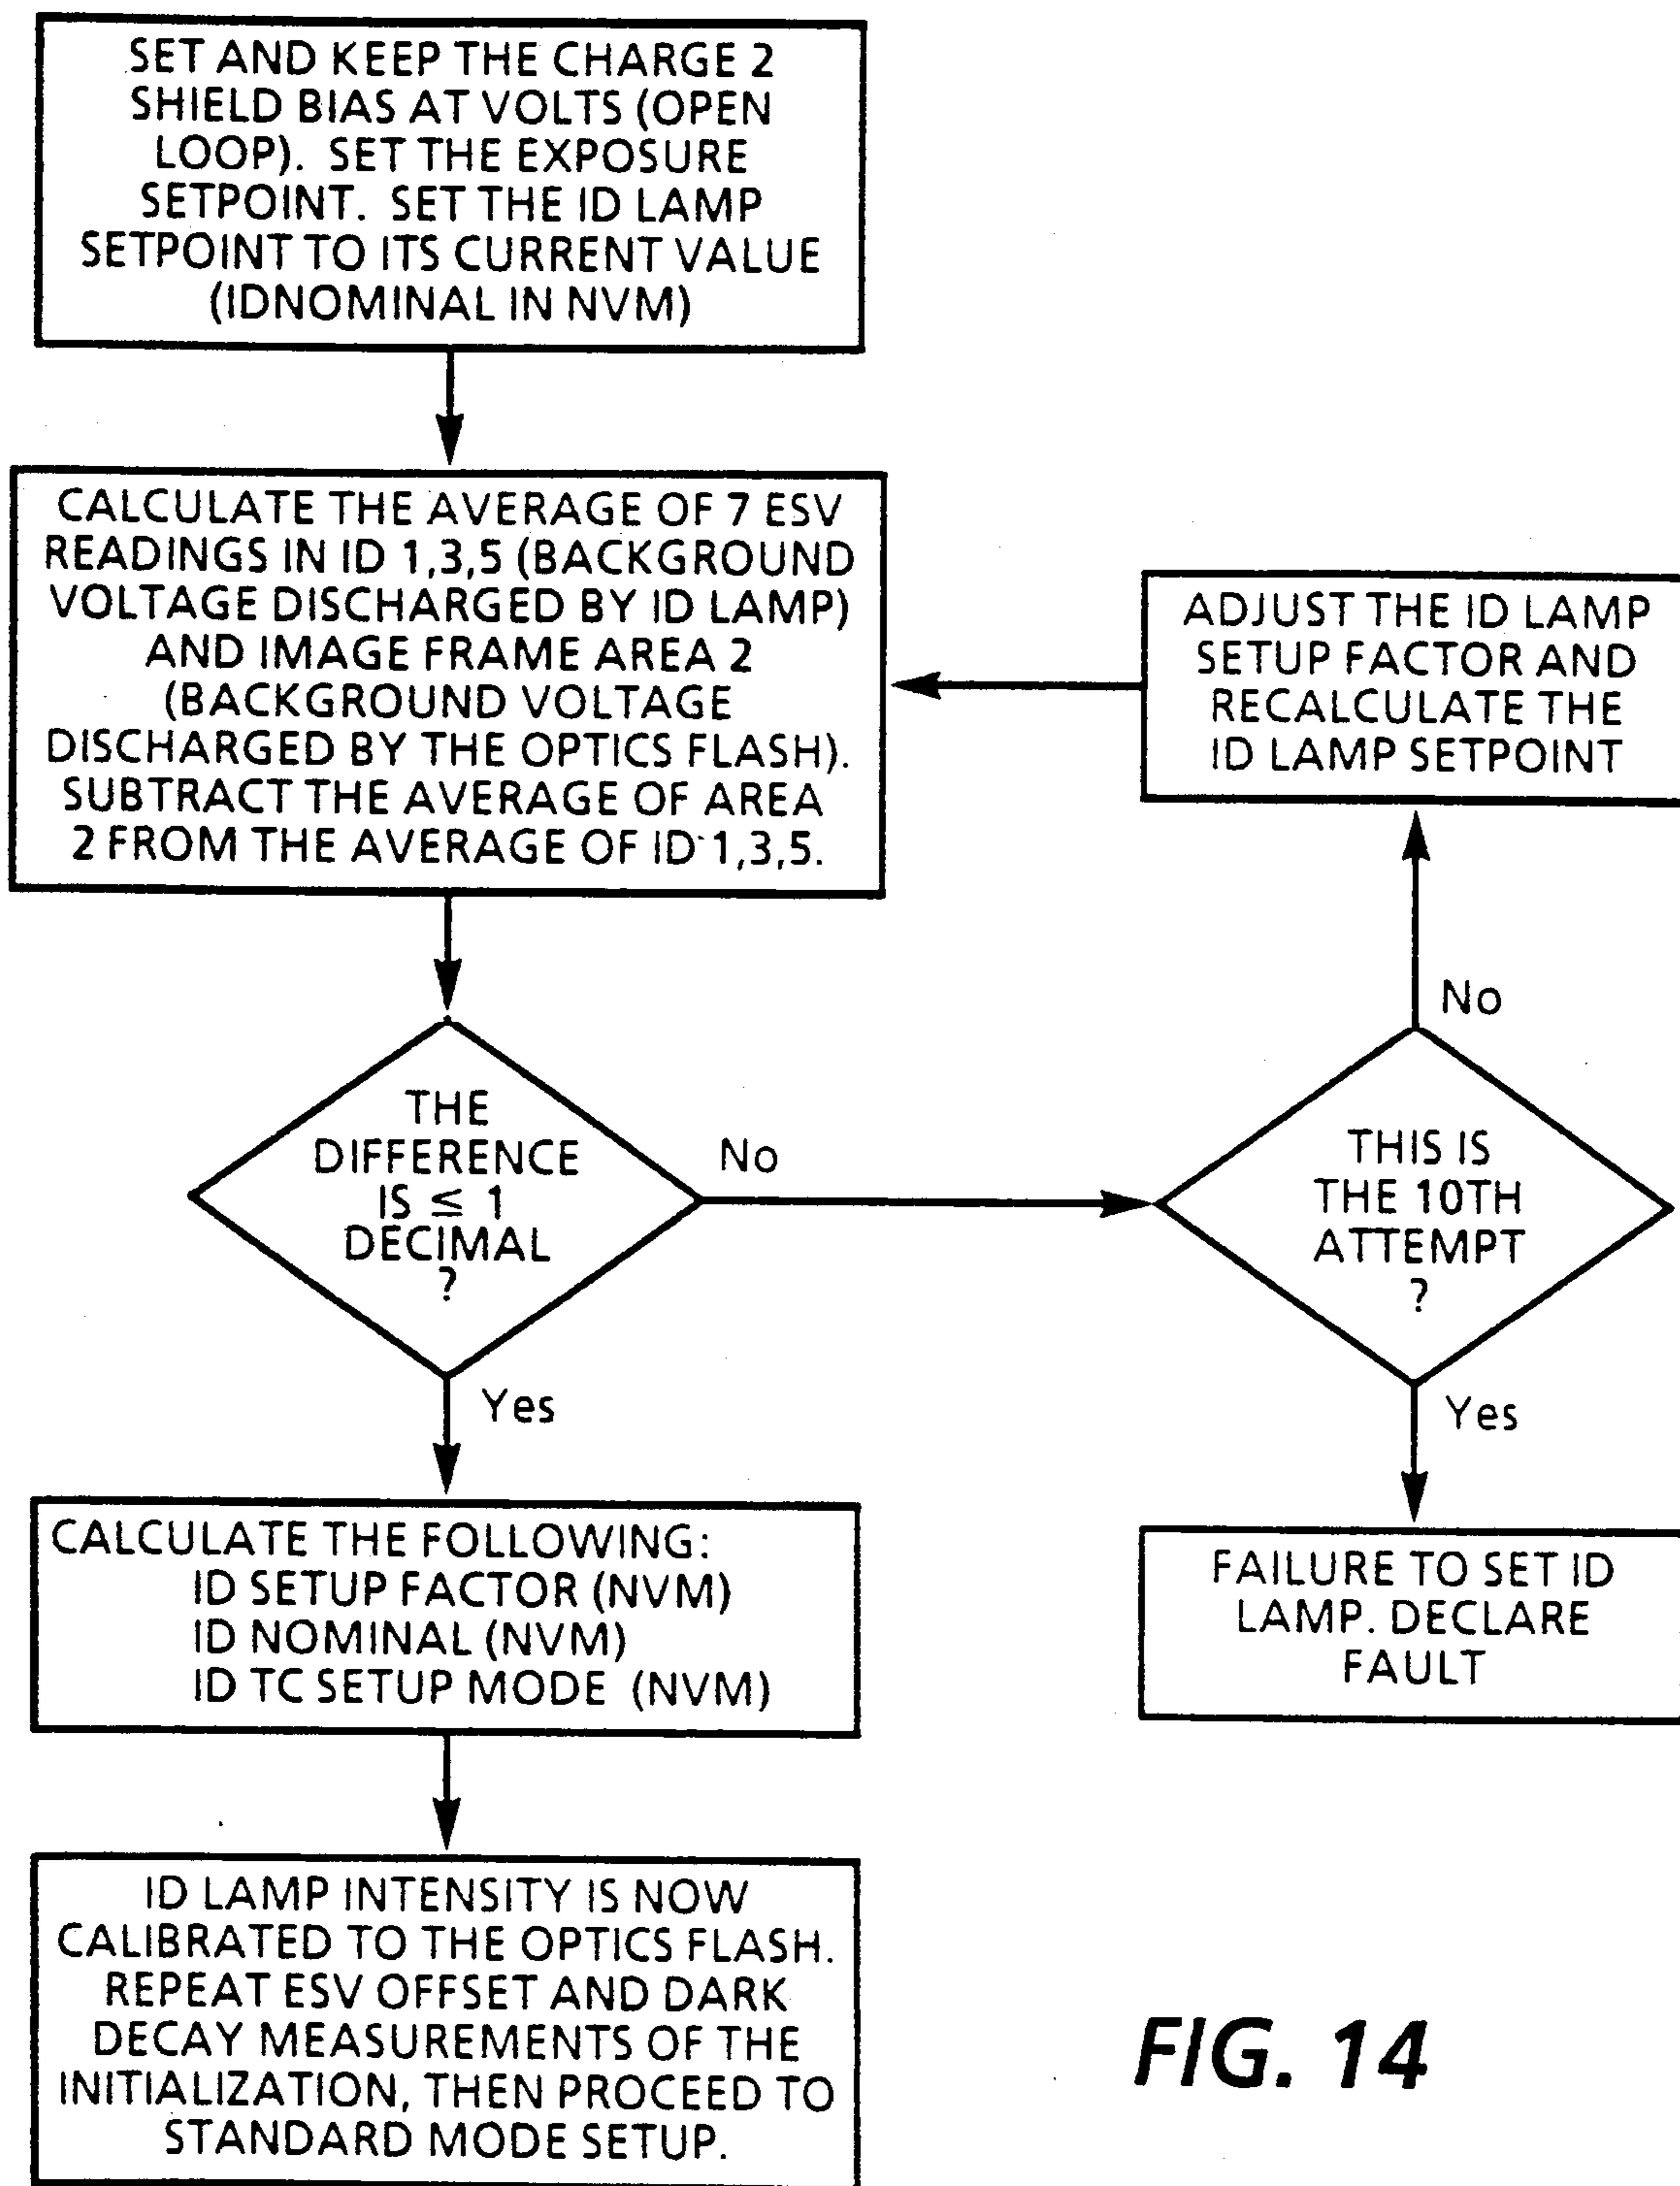 SET AND KEEP THE CHARGE 2
SHIELD BIAS AT VOLTS (OPEN
LOOP). SET THE EXPOSURE
SETPOINT. SET THE ID LAMP
SETPOINT TO ITS CURRENT VALUE
(IDNOMINAL IN NVM)
CALCULATE THE AVERAGE OF 7 ESV
READINGS IN ID 1,3,5 (BACKGROUND
VOLTAGE DISCHARGED BY ID LAMP)
AND IMAGE FRAME AREA 2
(BACKGROUND VOLTAGE
DISCHARGED BY THE OPTICS FLASH).
SUBTRACT THE AVERAGE OF AREA
2 FROM THE AVERAGE OF ID 1,3,5.
ADJUST THE ID LAMP
SETUP FACTOR AND
RECALCULATE THE
ID LAMP SETPOINT
THE
DIFFERENCE
IS ≤ 1
DECIMAL
?
No
THIS IS
THE 10TH
ATTEMPT
?
No
Yes
Yes
CALCULATE THE FOLLOWING:
ID SETUP FACTOR (NVM)
ID NOMINAL (NVM)
ID TC SETUP MODE (NVM)
FAILURE TO SET ID
LAMP. DECLARE
FAULT
ID LAMP INTENSITY IS NOW
CALIBRATED TO THE OPTICS FLASH.
REPEAT ESV OFFSET AND DARK
DECAY MEASUREMENTS OF THE
INITIALIZATION, THEN PROCEED TO
STANDARD MODE SETUP.
FIG. 14